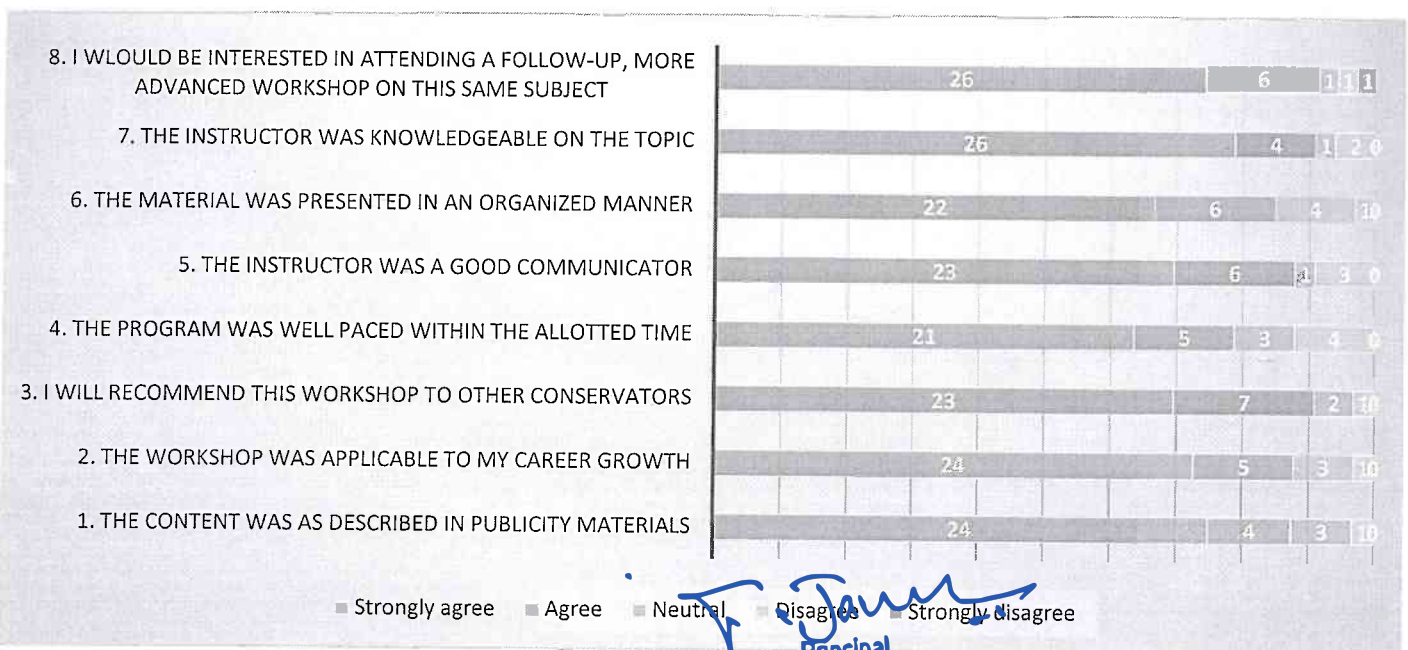 8. I WLOULD BE INTERESTED IN ATTENDING A FOLLOW-UP, MORE
ADVANCED WORKSHOP ON THIS SAME SUBJECT
26 6 1 1 1
7. THE INSTRUCTOR WAS KNOWLEDGEABLE ON THE TOPIC
26 4 1 2 0
6. THE MATERIAL WAS PRESENTED IN AN ORGANIZED MANNER
22 6 4 1 0
5. THE INSTRUCTOR WAS A GOOD COMMUNICATOR
23 6 1 3 0
4. THE PROGRAM WAS WELL PACED WITHIN THE ALLOTTED TIME
21 5 3 4 0
3. I WILL RECOMMEND THIS WORKSHOP TO OTHER CONSERVATORS
23 7 2 1 0
2. THE WORKSHOP WAS APPLICABLE TO MY CAREER GROWTH
24 5 3 1 0
1. THE CONTENT WAS AS DESCRIBED IN PUBLICITY MATERIALS
24 4 3 1 0
Strongly agree Agree Neutral Disagree Strongly disagree
Principal